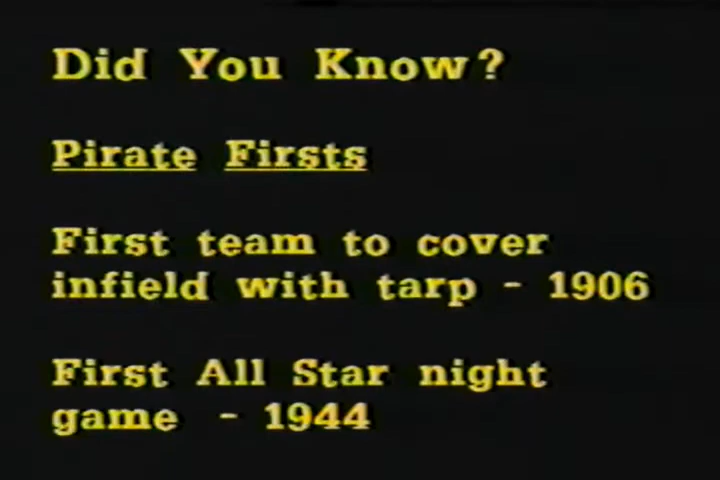 Did You Know?
Pirate Firsts
First team to cover
infield with tarp - 1906
First All Star night
game - 1944